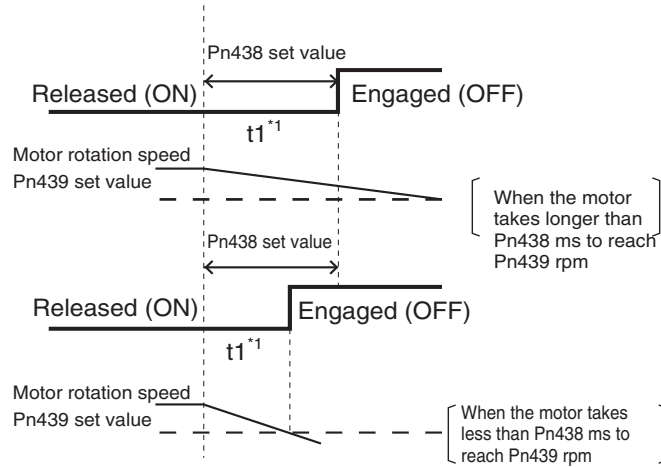 Pn438 set value
Released (ON)
Engaged (OFF)
t1*1
Motor rotation speed
Pn439 set value
When the motor
takes longer than
Pn438 ms to reach
Pn439 rpm
Pn438 set value
Released (ON)
Engaged (OFF)
t1*1
Motor rotation speed
Pn439 set value
When the motor takes
less than Pn438 ms to
reach Pn439 rpm